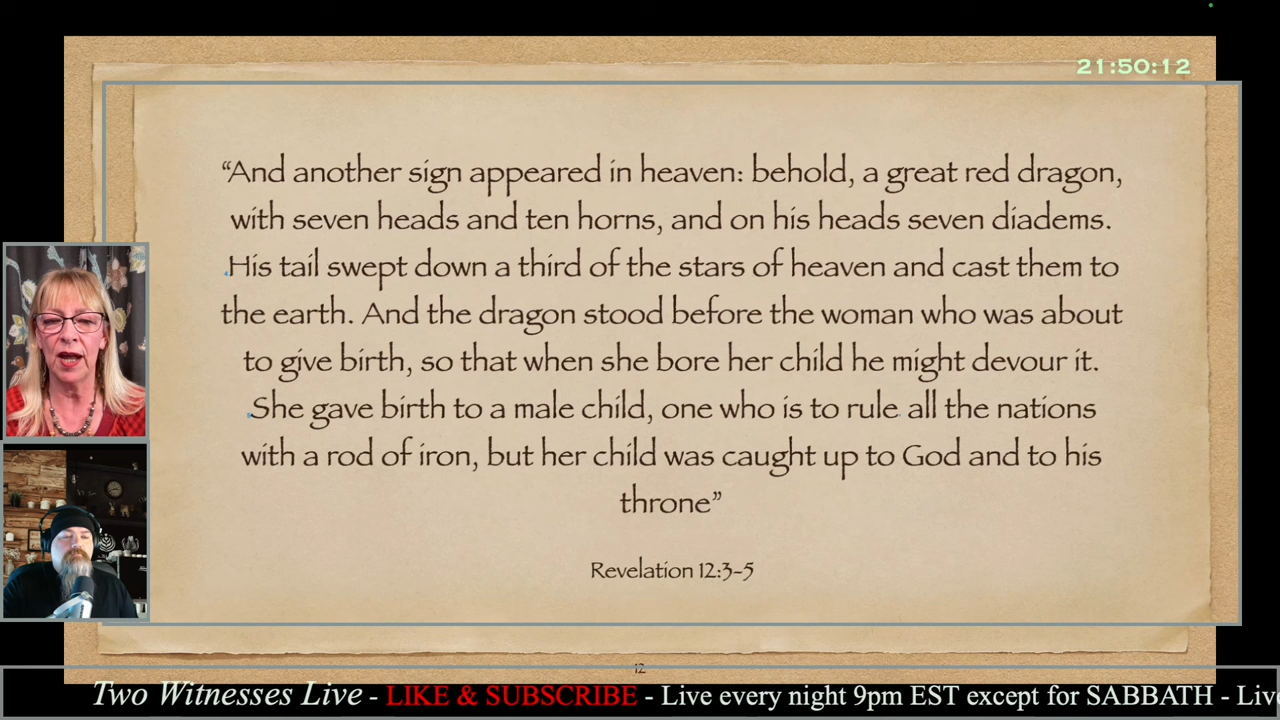 21:50:12
“And another sign appeared in heaven: behold, a great red dragon,
with seven heads and ten horns, and on his heads seven diadems.
His tail swept down a third of the stars of heaven and cast them to
the earth. And the dragon stood before the woman who was about
to give birth, so that when she bore her child he might devour it.
She gave birth to a male child, one who is to rule all the nations
with a rod of iron, but her child was caught up to God and to his
throne”
Revelation 12:3-5
12
Two Witnesses Live - LIKE & SUBSCRIBE - Live every night 9pm EST except for SABBATH - Liv